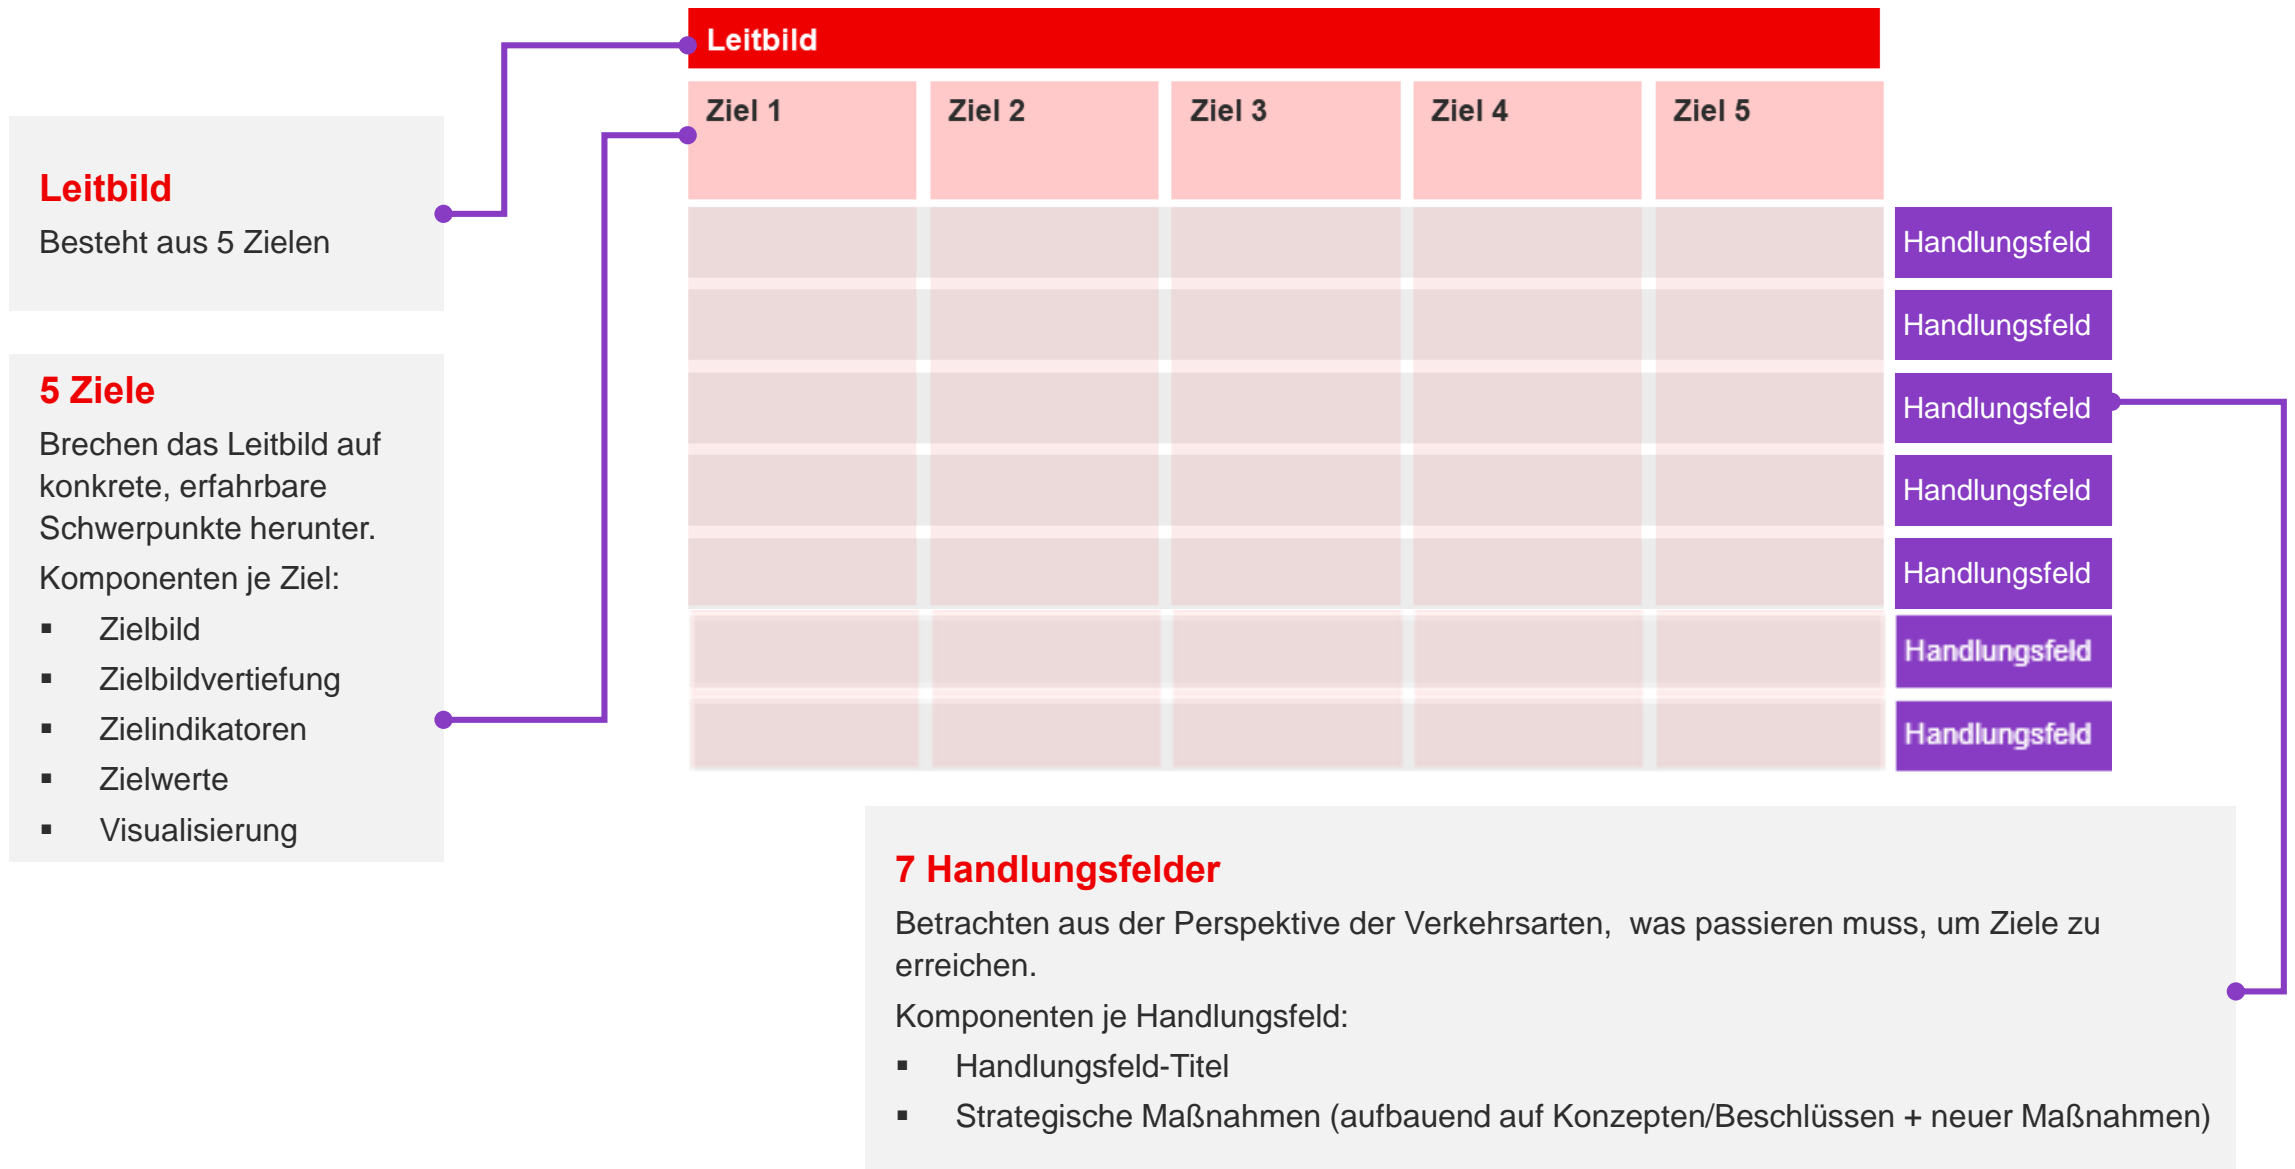 Leitbild
Ziel 1
Ziel 2
Ziel 3
Ziel 4
Ziel 5
Leitbild
Besteht aus 5 Zielen
5 Ziele
Brechen das Leitbild auf
konkrete, erfahrbare
Schwerpunkte herunter.
Komponenten je Ziel:
▪ Zielbild
▪ Zielbildvertiefung
▪ Zielindikatoren
▪ Zielwerte
▪ Visualisierung
Handlungsfeld
Handlungsfeld
Handlungsfeld
Handlungsfeld
Handlungsfeld
Handlungsfeld
Handlungsfeld
7 Handlungsfelder
Betrachten aus der Perspektive der Verkehrsarten,  was passieren muss, um Ziele zu
erreichen.
Komponenten je Handlungsfeld:
▪ Handlungsfeld-Titel
▪ Strategische Maßnahmen (aufbauend auf Konzepten/Beschlüssen + neuer Maßnahmen)